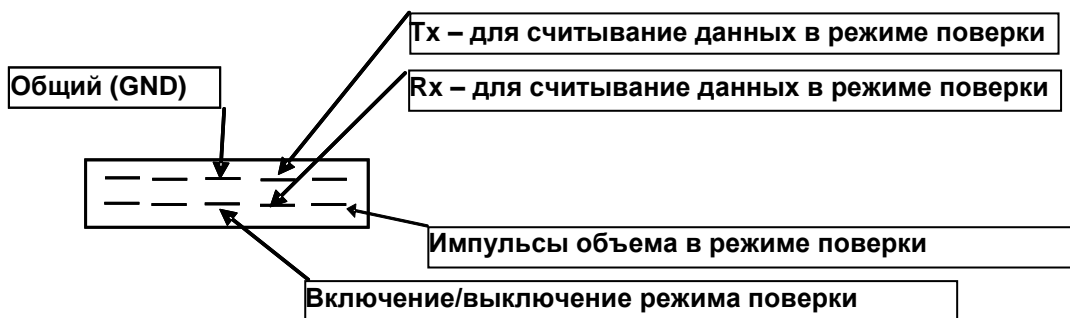 Tx – для считывание данных в режиме поверки
Общий (GND)
Rx – для считывание данных в режиме поверки
Импульсы объема в режиме поверки
Включение/выключение режима поверки